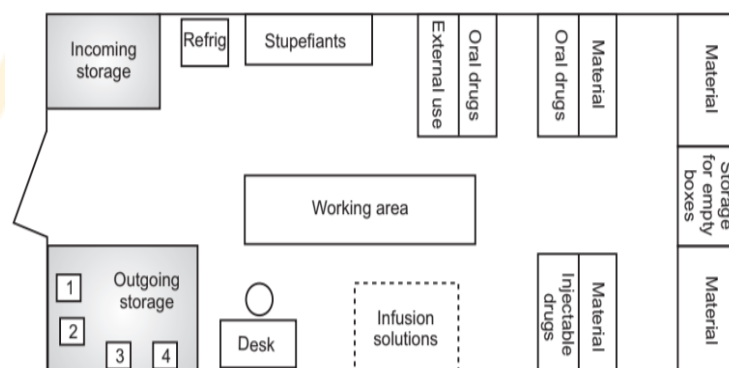 Incoming
storage
Refrig
Stupefiants
External use
Oral drugs
Oral drugs
Material
Material
Storage
for empty
boxes
Working area
1
2
3
4
Outgoing
storage
Desk
Infusion
solutions
Injectable
drugs
Material
Material